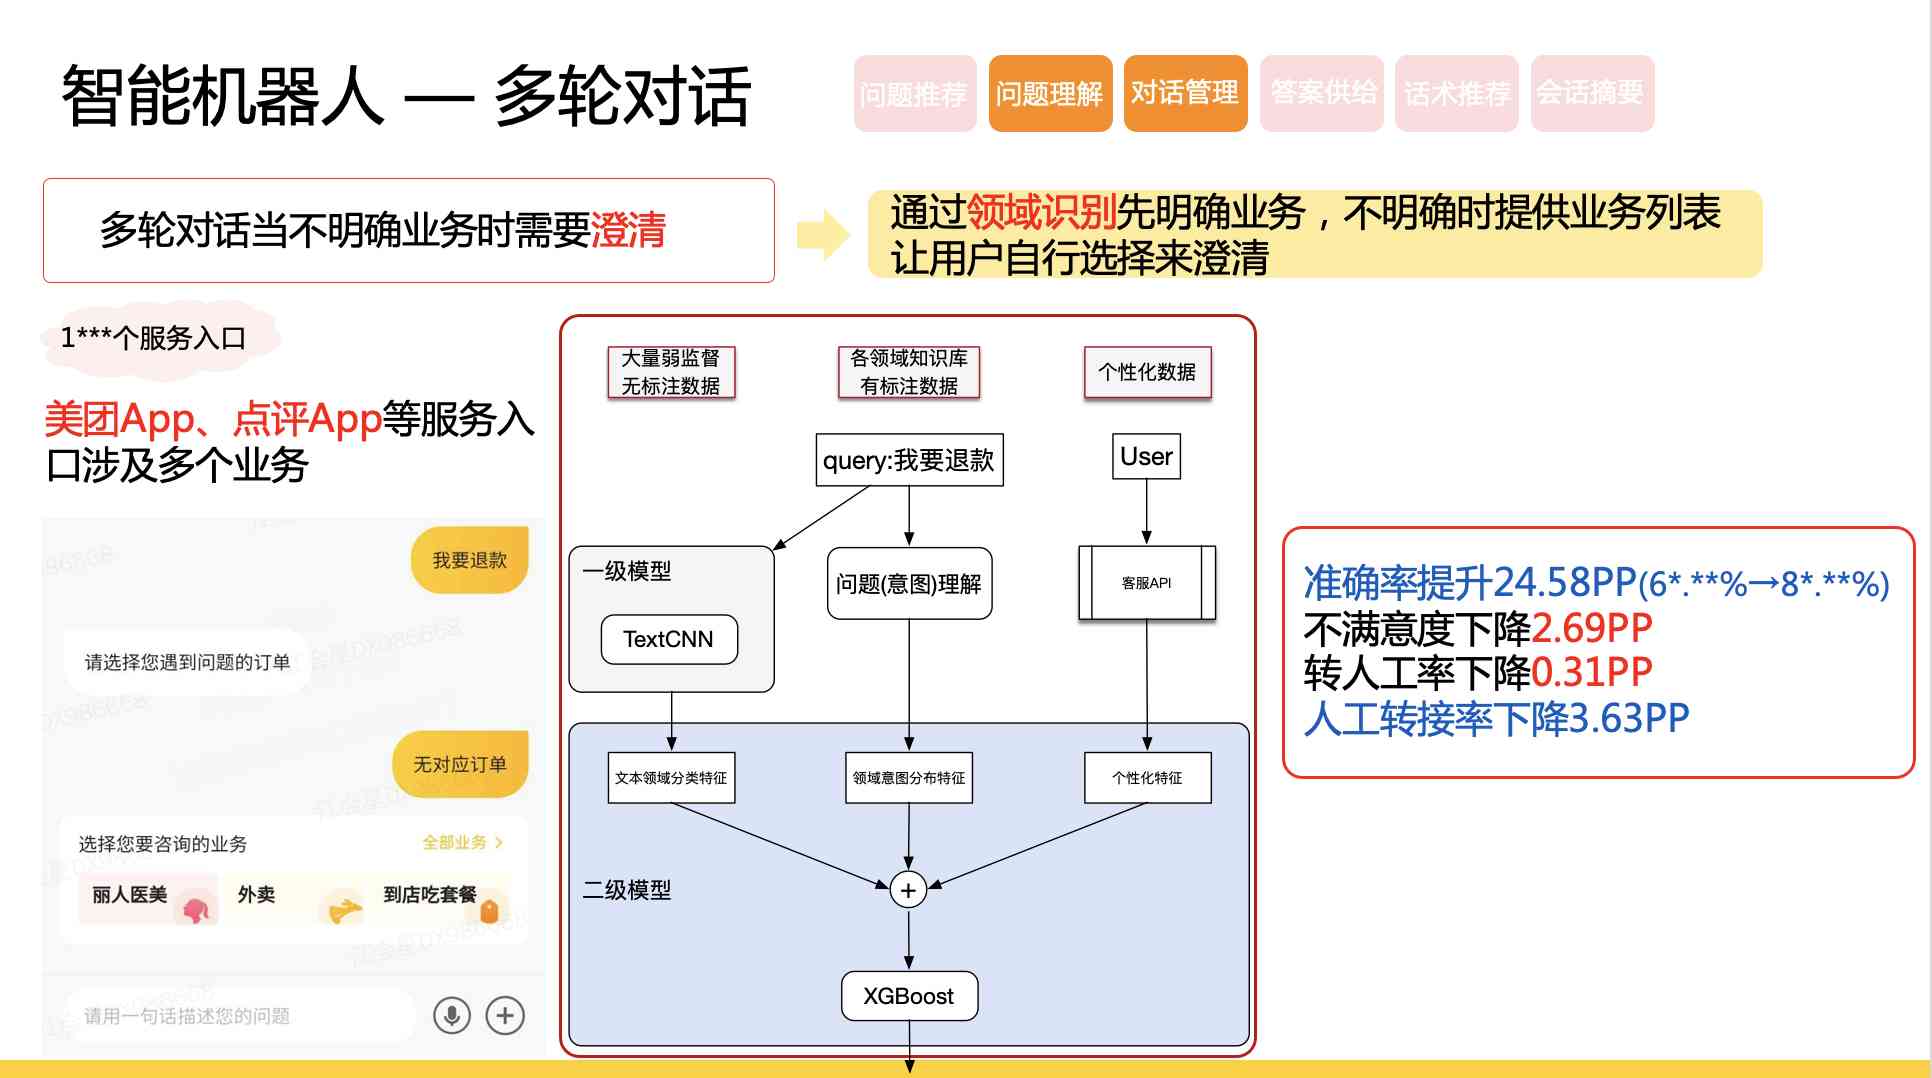 智能机器人 — 多轮对话
问题推荐
问题理解
对话管理
答案供给
话术推荐
会话摘要
多轮对话当不明确业务时需要澄清
通过领域识别先明确业务，不明确时提供业务列表
让用户自行选择来澄清
1***个服务入口
美团App、点评App等服务入
口涉及多个业务
我要退款
请选择您遇到问题的订单
无对应订单
选择您要咨询的业务
全部业务 >
丽人医美
外卖
到店吃套餐
请用一句话描述您的问题
大量弱监督
无标注数据
各领域知识库
有标注数据
个性化数据
query:我要退款
User
一级模型
TextCNN
问题(意图)理解
客服API
文本领域分类特征
领域意图分布特征
个性化特征
二级模型
+
XGBoost
准确率提升24.58PP(6*.**%→8*.**%)
不满意度下降2.69PP
转人工率下降0.31PP
人工转接率下降3.63PP